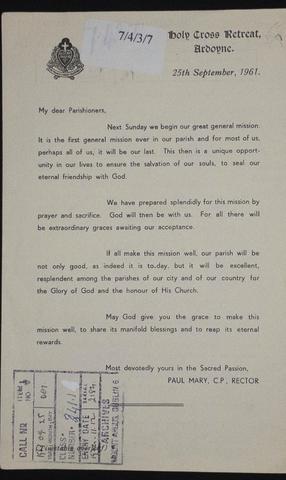 7/4/3/7
Holy Cross Retreat,
Ardoyne.
25th September, 1961.
My dear Parishioners,
Next Sunday we begin our great general mission.
It is the first general mission ever in our parish and for most of us,
perhaps all of us, it will be our last. This then is a unique opport-
unity in our lives to ensure the salvation of our souls, to seal our
eternal friendship with God.
We have prepared splendidly for this mission by
prayer and sacrifice. God will then be with us. For all there will
be extraordinary graces awaiting our acceptance.
If all make this mission well, our parish will be
not only good, as indeed it is to.day, but it will be excellent,
resplendent among the parishes of our city and of our country for
the Glory of God and the honour of His Church.
May God give you the grace to make this
mission well, to share its manifold blessings and to reap its eternal
rewards.
Most devotedly yours in the Sacred Passion,
PAUL MARY, C.P., RECTOR
CALL NR
ITEM
NO
CLASS.
NUMBER
ENTRY DATE
ARCHIVES